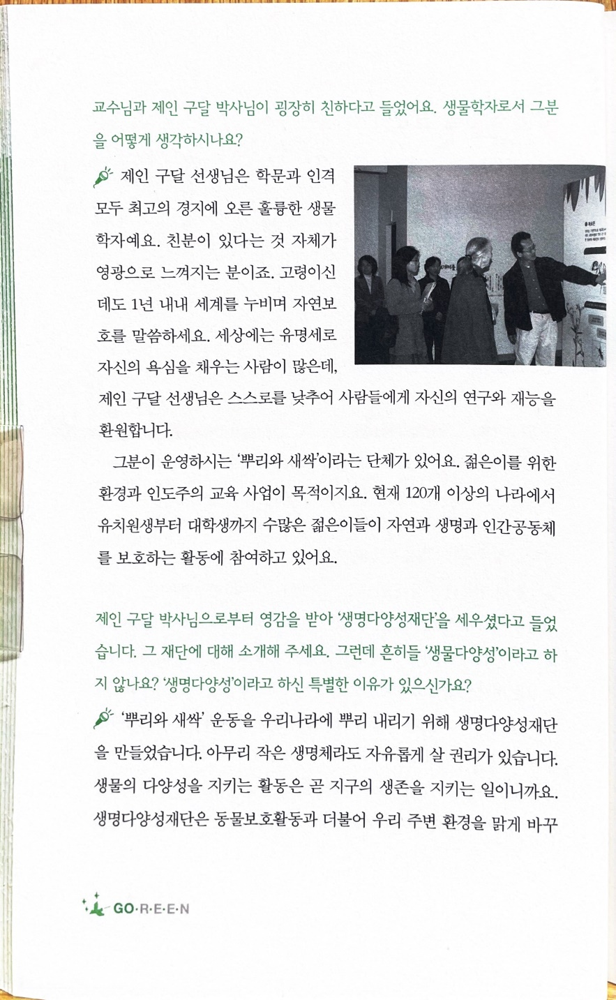 교수님과 제인 구달 박사님이 굉장히 친하다고 들었어요. 생물학자로서 그분
을 어떻게 생각하시나요?
제인 구달 선생님은 학문과 인격
모두 최고의 경지에 오른 훌륭한 생물
학자예요. 친분이 있다는 것 자체가
영광으로 느껴지는 분이죠. 고령이신
데도 1년 내내 세계를 누비며 자연보
호를 말씀하세요. 세상에는 유명세로
자신의 욕심을 채우는 사람이 많은데,
제인 구달 선생님은 스스로를 낮추어 사람들에게 자신의 연구와 재능을
환원합니다.
그분이 운영하시는 ‘뿌리와 새싹’이라는 단체가 있어요. 젊은이를 위한
환경과 인도주의 교육 사업이 목적이지요. 현재 120개 이상의 나라에서
유치원생부터 대학생까지 수많은 젊은이들이 자연과 생명과 인간공동체
를 보호하는 활동에 참여하고 있어요.
제인 구달 박사님으로부터 영감을 받아 ‘생명다양성재단’을 세우셨다고 들었
습니다. 그 재단에 대해 소개해 주세요. 그런데 흔히들 ‘생물다양성’이라고 하
지 않나요? ‘생명다양성’이라고 하신 특별한 이유가 있으신가요?
‘뿌리와 새싹’ 운동을 우리나라에 뿌리 내리기 위해 생명다양성재단
을 만들었습니다. 아무리 작은 생명체라도 자유롭게 살 권리가 있습니다.
생물의 다양성을 지키는 활동은 곧 지구의 생존을 지키는 일이니까요.
생명다양성재단은 동물보호활동과 더불어 우리 주변 환경을 맑게 바꾸
GO·R·E·E·N